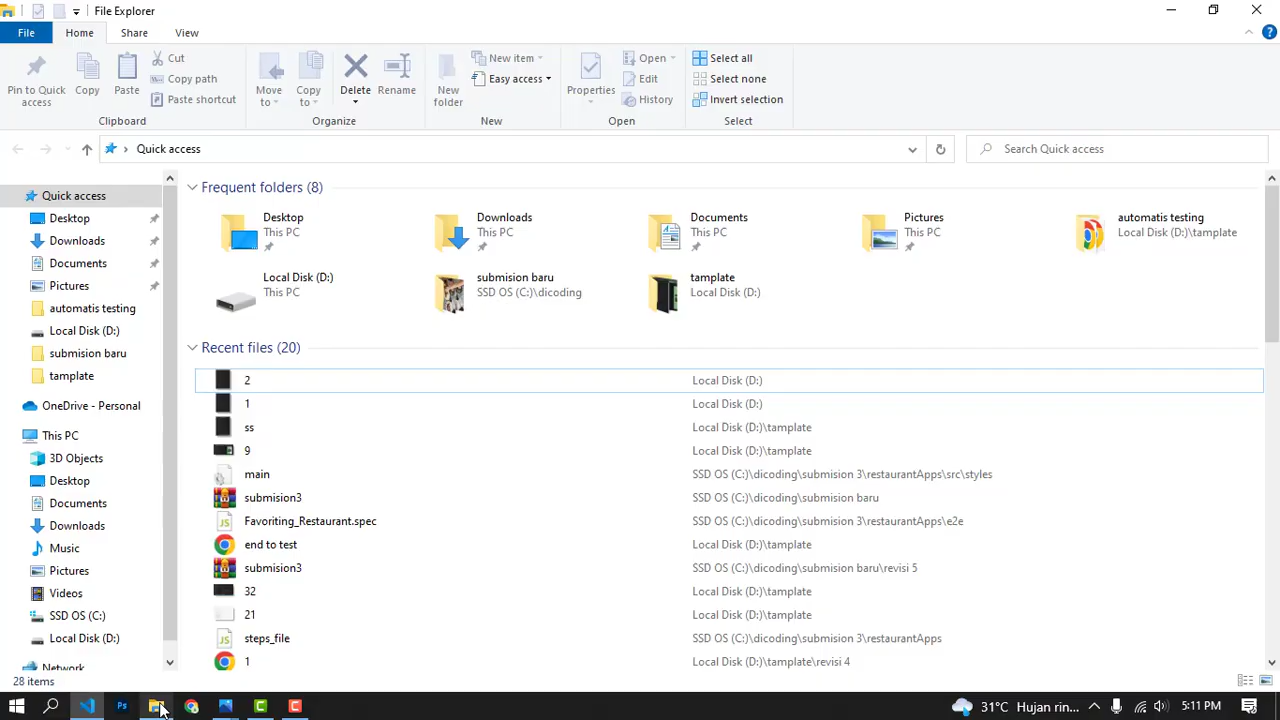 File Explorer
File Home Share View
Pin to Quick access
Copy
Paste
Cut
Copy path
Paste shortcut
Clipboard
Move to
Copy to
Delete
Rename
Organize
New folder
New item
Easy access
New
Properties
Open
Edit
History
Open
Select all
Select none
Invert selection
Select
Quick access
Search Quick access
Quick access
Desktop
Downloads
Documents
Pictures
automatis testing
Local Disk (D:)
submision baru
tamplate
OneDrive - Personal
This PC
3D Objects
Desktop
Documents
Downloads
Music
Pictures
Videos
SSD OS (C:)
Local Disk (D:)
Network
Frequent folders (8)
Desktop
This PC
Downloads
This PC
Documents
This PC
Pictures
This PC
automatis testing
Local Disk (D:)\tamplate
Local Disk (D:)
This PC
submision baru
SSD OS (C:)\dicoding
tamplate
Local Disk (D:)
Recent files (20)
2 Local Disk (D:)
1 Local Disk (D:)
ss Local Disk (D:)\tamplate
9 Local Disk (D:)\tamplate
main SSD OS (C:)\dicoding\submision 3\restaurantApps\src\styles
submision3 SSD OS (C:)\dicoding\submision baru
Favoriting_Restaurant.spec SSD OS (C:)\dicoding\submision 3\restaurantApps\e2e
end to test Local Disk (D:)\tamplate
submision3 SSD OS (C:)\dicoding\submision baru\revisi 5
32 Local Disk (D:)\tamplate
21 Local Disk (D:)\tamplate
steps_file SSD OS (C:)\dicoding\submision 3\restaurantApps
1 Local Disk (D:)\tamplate\revisi 4
28 items
31°C Hujan rin... 5:11 PM